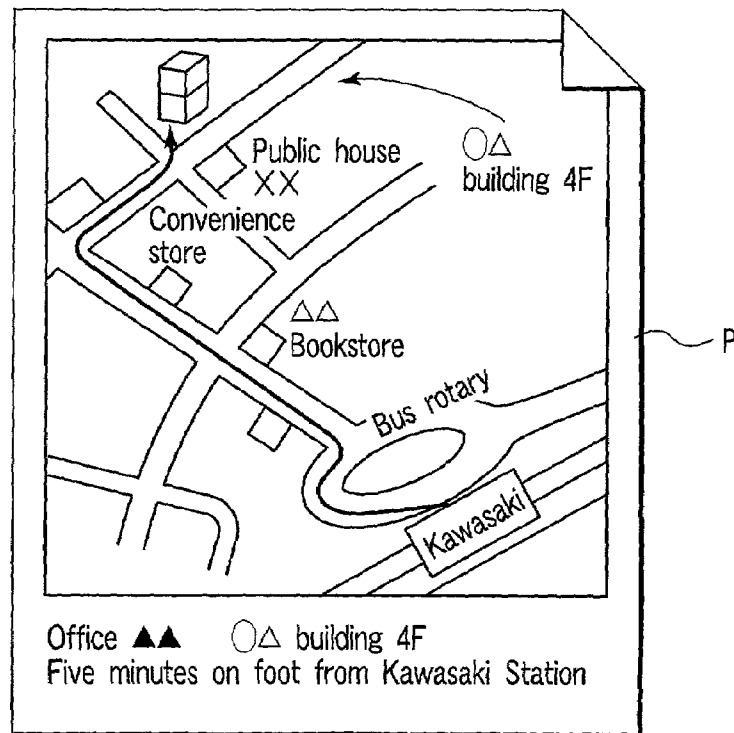 Public house
XX
○△
building 4F
Convenience
store
△△
Bookstore
Bus rotary
Kawasaki
P
Office ▲▲ ○△ building 4F
Five minutes on foot from Kawasaki Station